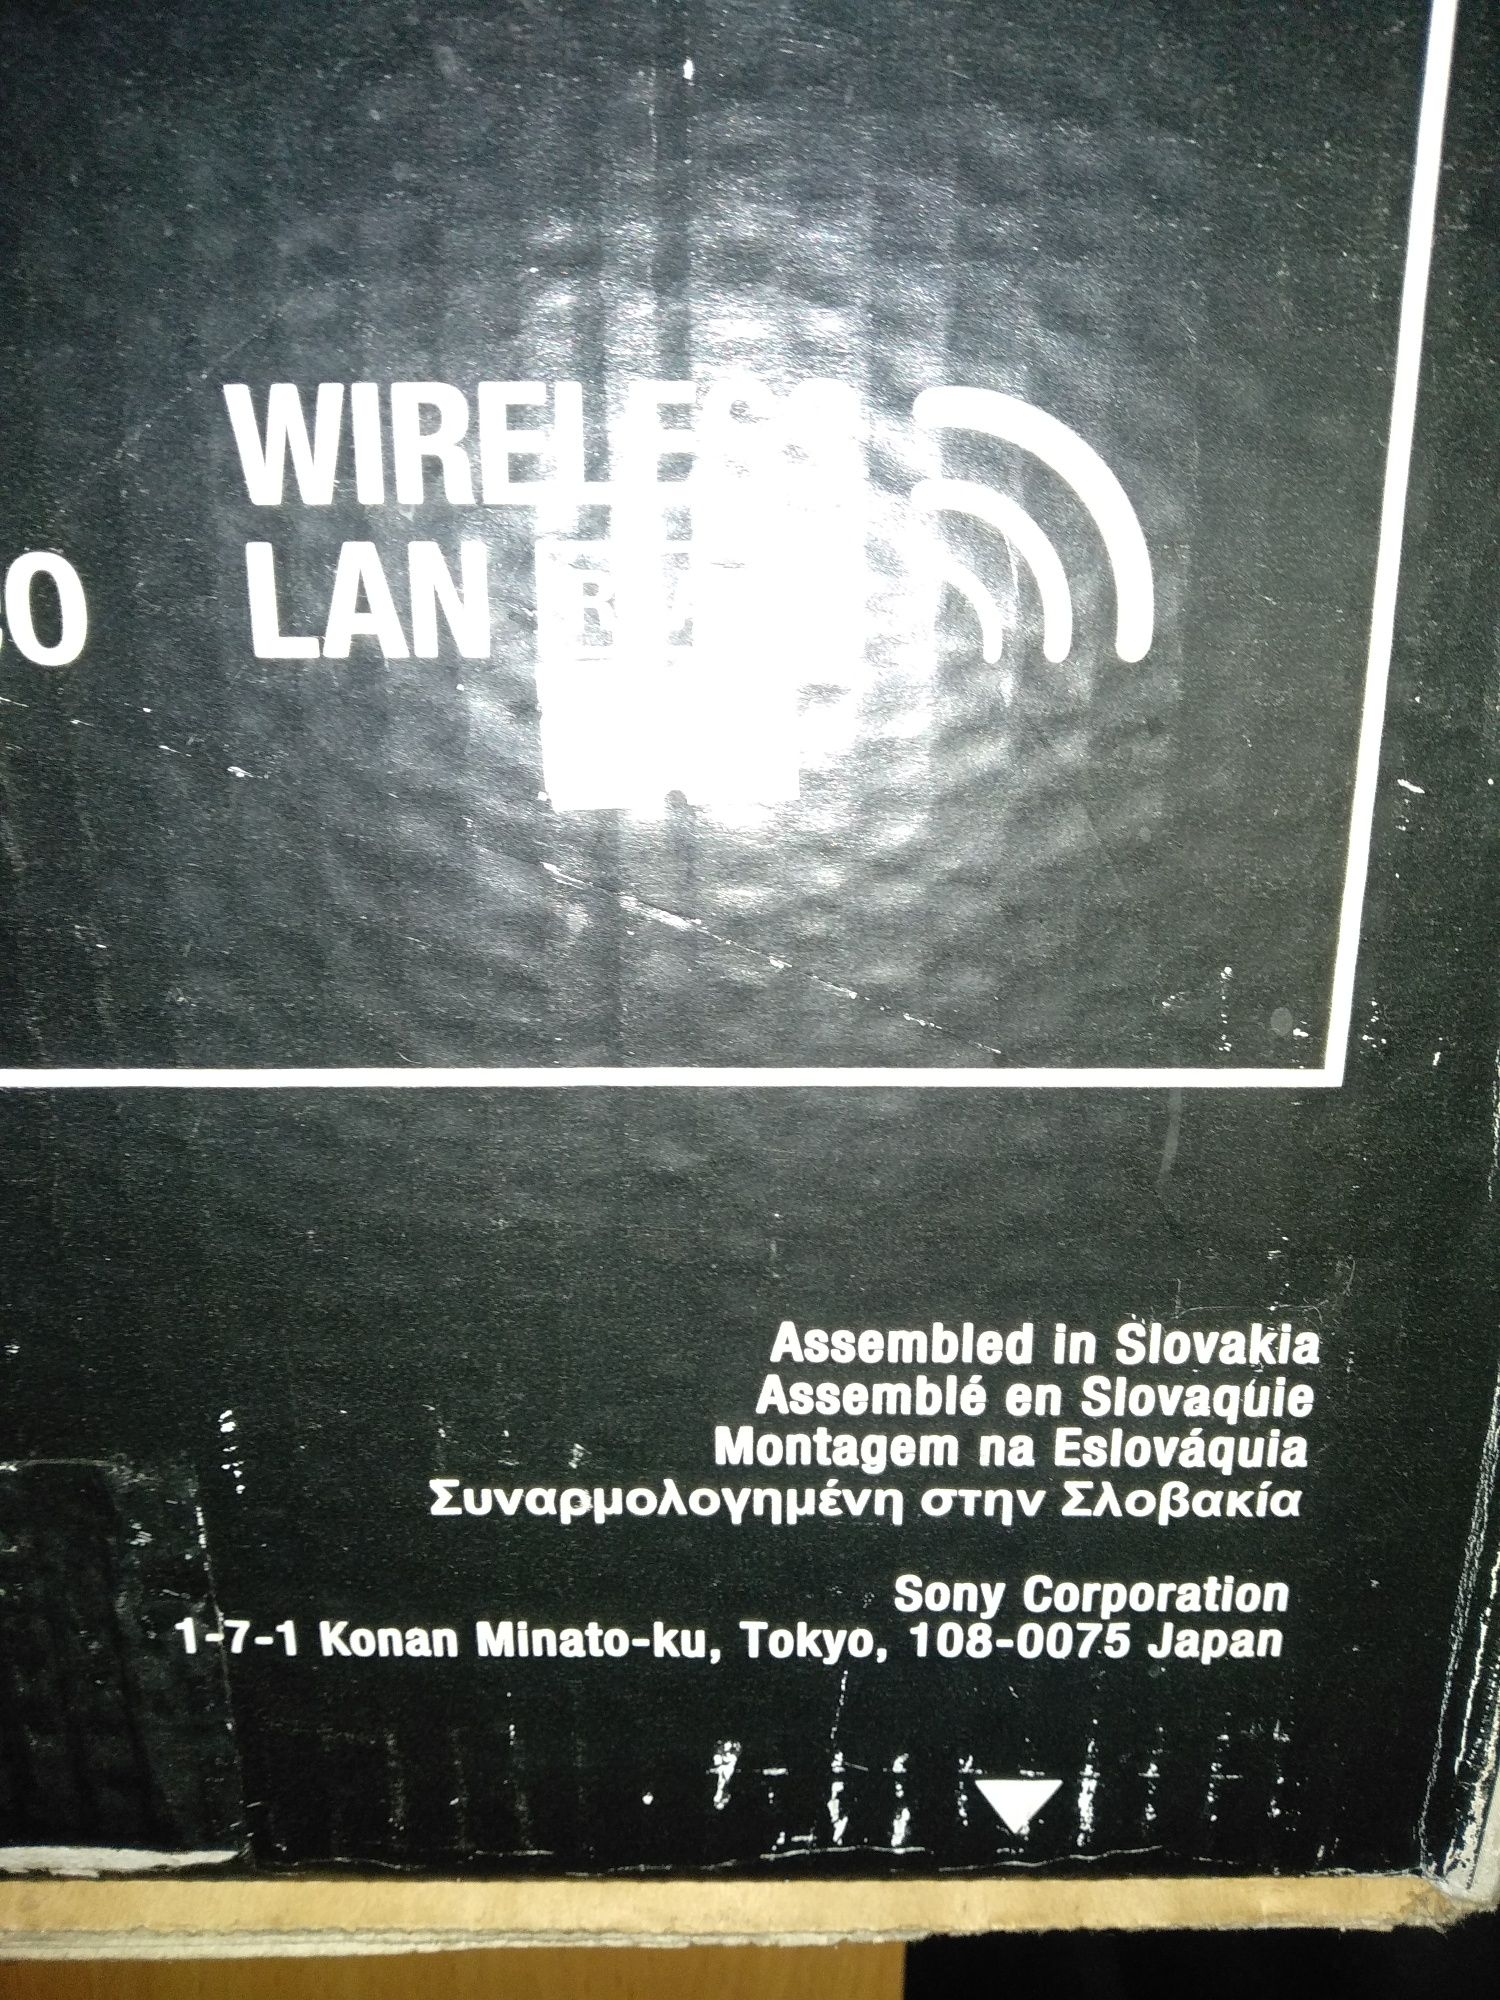 WIRELESS
LAN
Assembled in Slovakia
Assemblé en Slovaquie
Montagem na Eslováquia
Συναρμολογημένη στην Σλοβακία
Sony Corporation
1-7-1 Konan Minato-ku, Tokyo, 108-0075 Japan